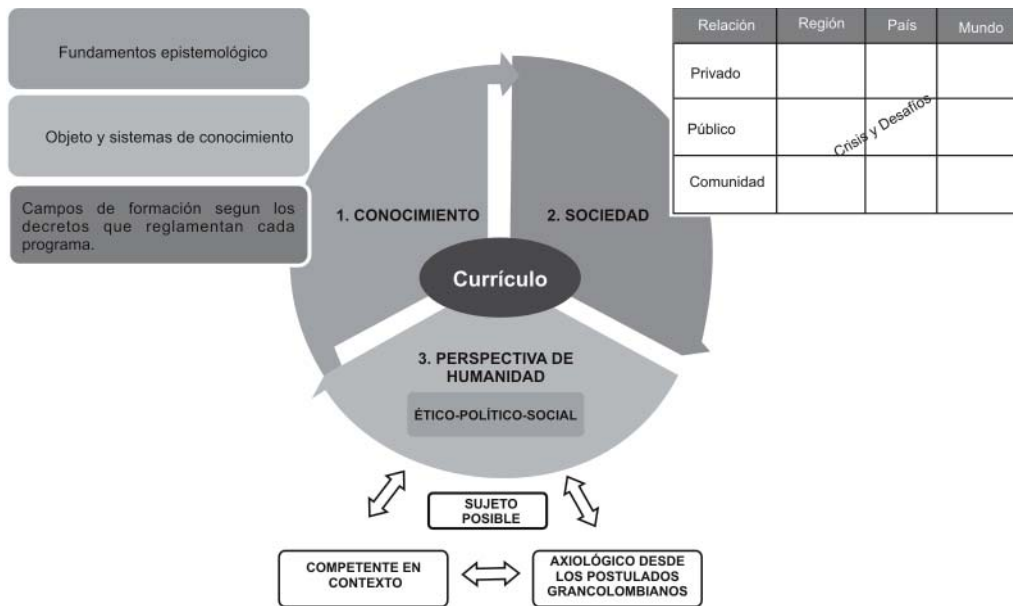 Fundamentos epistemológico
Objeto y sistemas de conocimiento
Campos de formación segun los
decretos que reglamentan cada
programa.
Relación Región País Mundo
Privado
Público
Comunidad
Crisis y Desafíos
1. CONOCIMIENTO
2. SOCIEDAD
Currículo
3. PERSPECTIVA DE
HUMANIDAD
ÉTICO-POLÍTICO-SOCIAL
SUJETO
POSIBLE
COMPETENTE EN
CONTEXTO
AXIOLÓGICO DESDE
LOS POSTULADOS
GRANCOLOMBIANOS